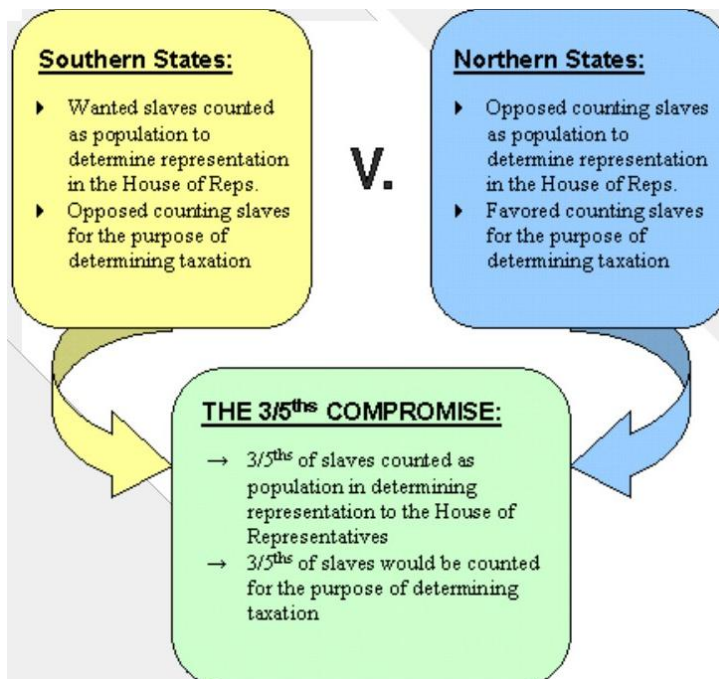 Southern States:
▸ Wanted slaves counted
as population to
determine representation
in the House of Reps.
▸ Opposed counting slaves
for the purpose of
determining taxation
V.
Northern States:
▸ Opposed counting slaves
as population to
determine representation
in the House of Reps.
▸ Favored counting slaves
for the purpose of
determining taxation
THE 3/5ths COMPROMISE:
→ 3/5ths of slaves counted as
population in determining
representation to the House of
Representatives
→ 3/5ths of slaves would be counted
for the purpose of determining
taxation